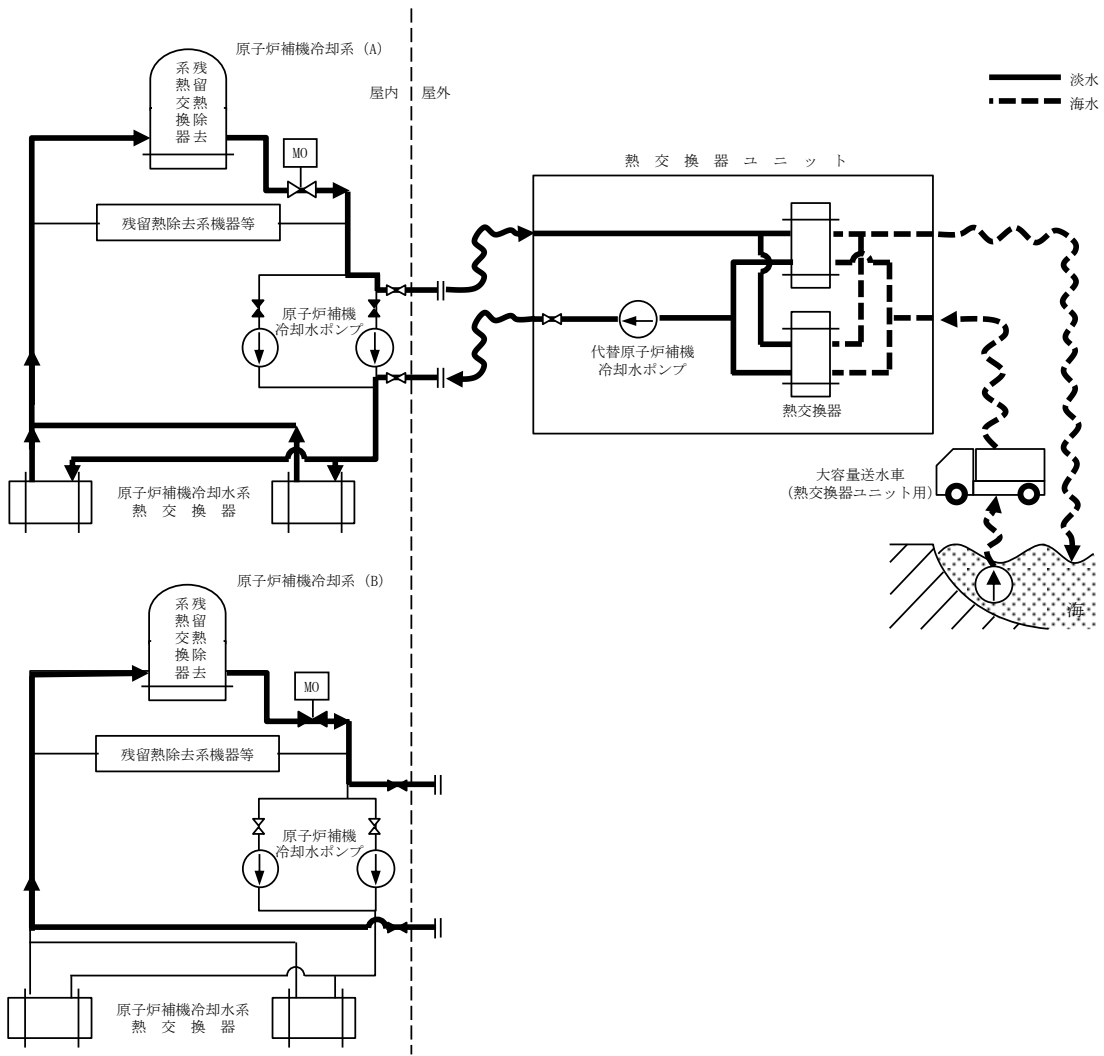 原子炉補機冷却系 (A)
屋内
屋外
淡水
海水
残留熱除去
系熱交換器
MO
残留熱除去系機器等
原子炉補機
冷却水ポンプ
熱交換器ユニット
代替原子炉補機
冷却水ポンプ
熱交換器
大容量送水車
(熱交換器ユニット用)
海
原子炉補機冷却水系
熱交換器
原子炉補機冷却系 (B)
残留熱除去
系熱交換器
MO
残留熱除去系機器等
原子炉補機
冷却水ポンプ
原子炉補機冷却水系
熱交換器